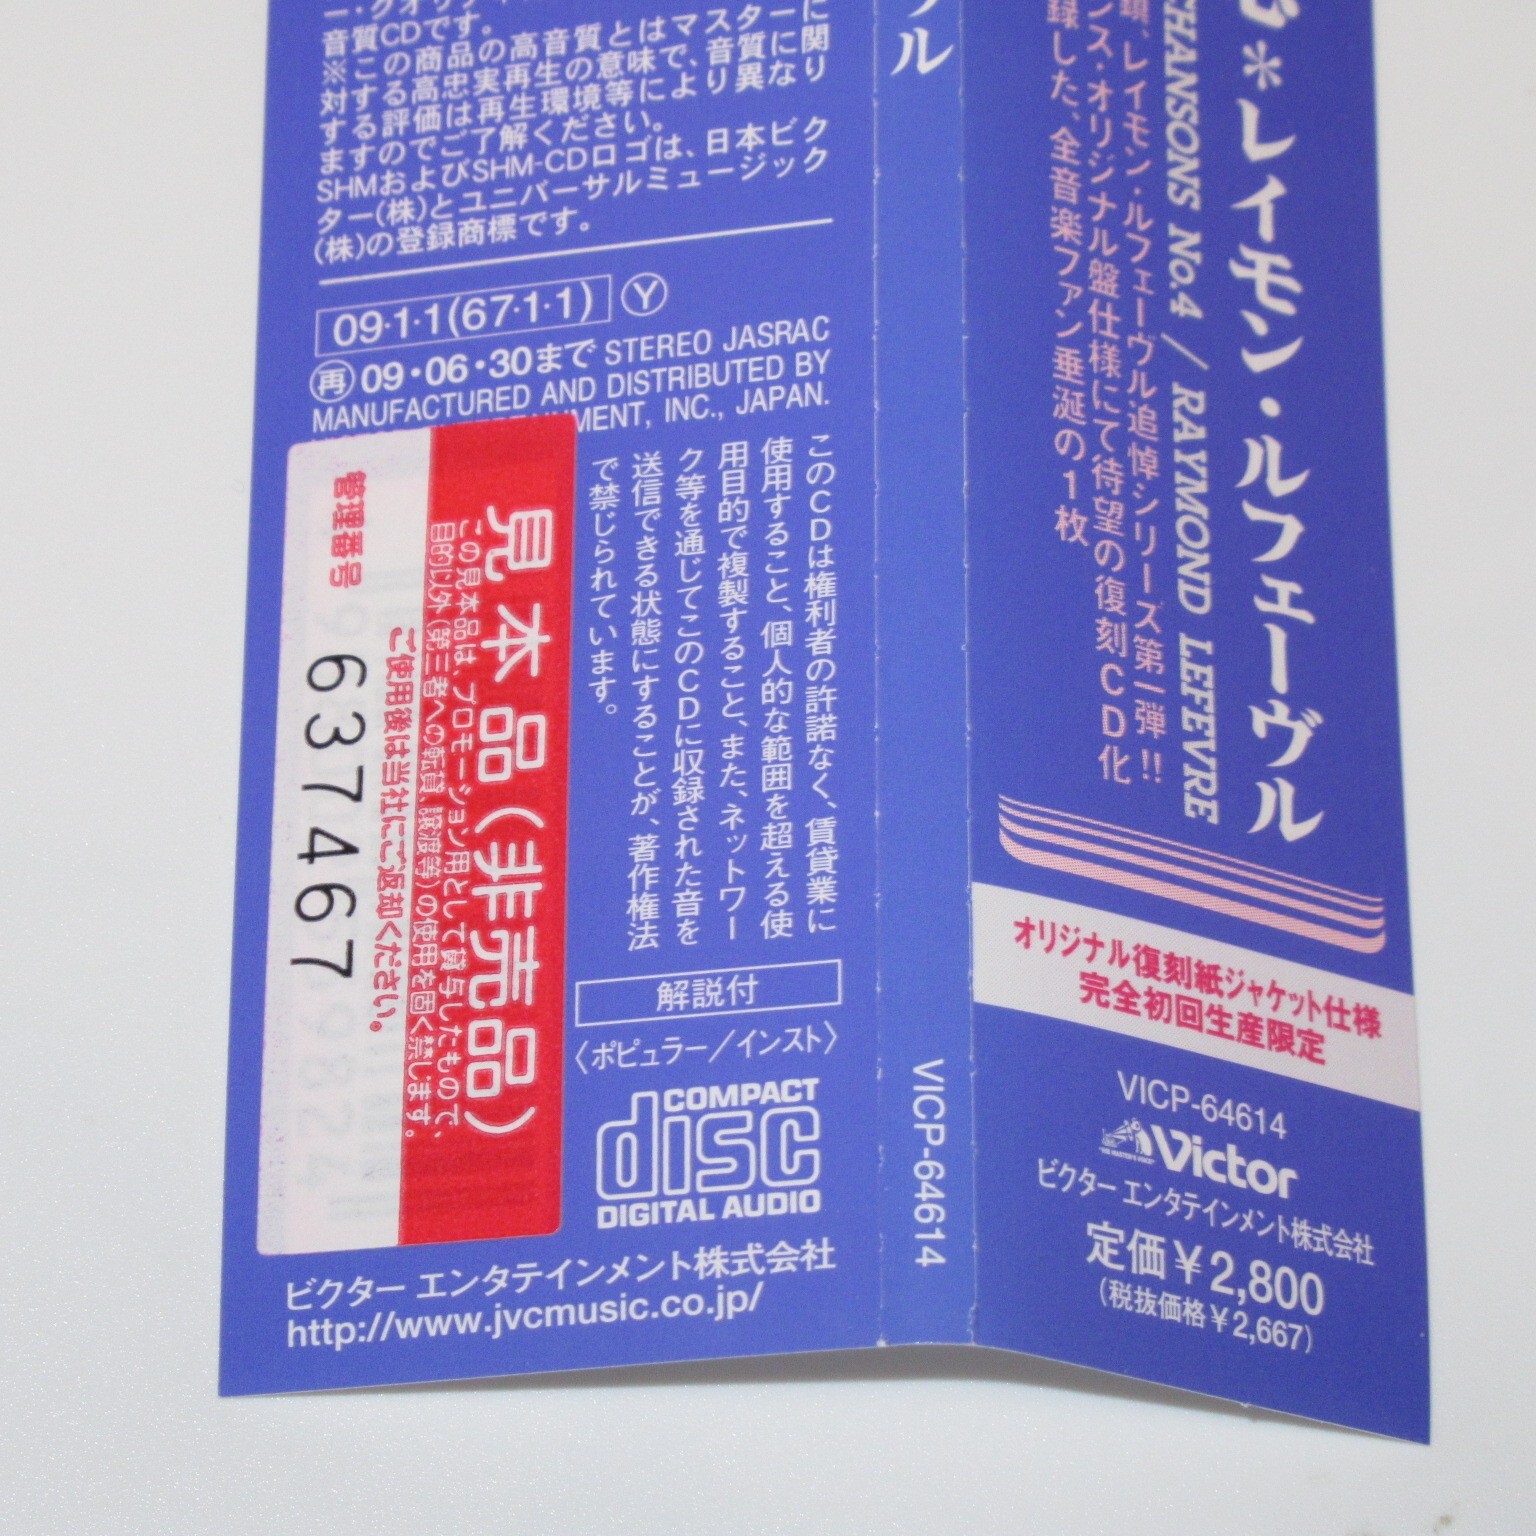 音質CDです。
※この商品の高音質とはマスターに
対する高忠実再生の意味で、音質に関
する評価は再生環境等により異なり
ますのでご了解ください。
SHMおよびSHM-CDロゴは、日本ビク
ター(株)とユニバーサルミュージック
(株)の登録商標です。
09・1・1(67・1・1) Y
再 09・06・30まで STEREO JASRAC
MANUFACTURED AND DISTRIBUTED BY
MENT, INC., JAPAN.
このCDは権利者の許諾なく、賃貸業に
使用すること、個人的な範囲を超える使
用目的で複製すること、また、ネットワー
ク等を通じてこのCDに収録された音を
送信できる状態にすることが、著作権法
で禁じられています。
見本品(非売品)
この見本品は、プロモーション用として貸与したもので、
目的以外(第三者への転貸、譲渡等)の使用を固く禁じます。
ご使用後は当社にご返却ください。
管理番号
637467
解説付
〈ポピュラー／インスト〉
COMPACT
disc
DIGITAL AUDIO
ビクター エンタテインメント株式会社
http://www.jvcmusic.co.jp/
ヴル
VICP-64614
＊レイモン・ルフェーヴル
CHANSONS No.4 / RAYMOND LEFEVRE
レイモン・ルフェーヴル追悼シリーズ第一弾!!
ンス・オリジナル盤仕様にて待望の復刻CD化
録した、全音楽ファン垂涎の1枚。
オリジナル復刻紙ジャケット仕様
完全初回生産限定
VICP-64614
"HIS MASTER'S VOICE"
Victor
ビクター エンタテインメント株式会社
定価￥2,800
(税抜価格￥2,667)